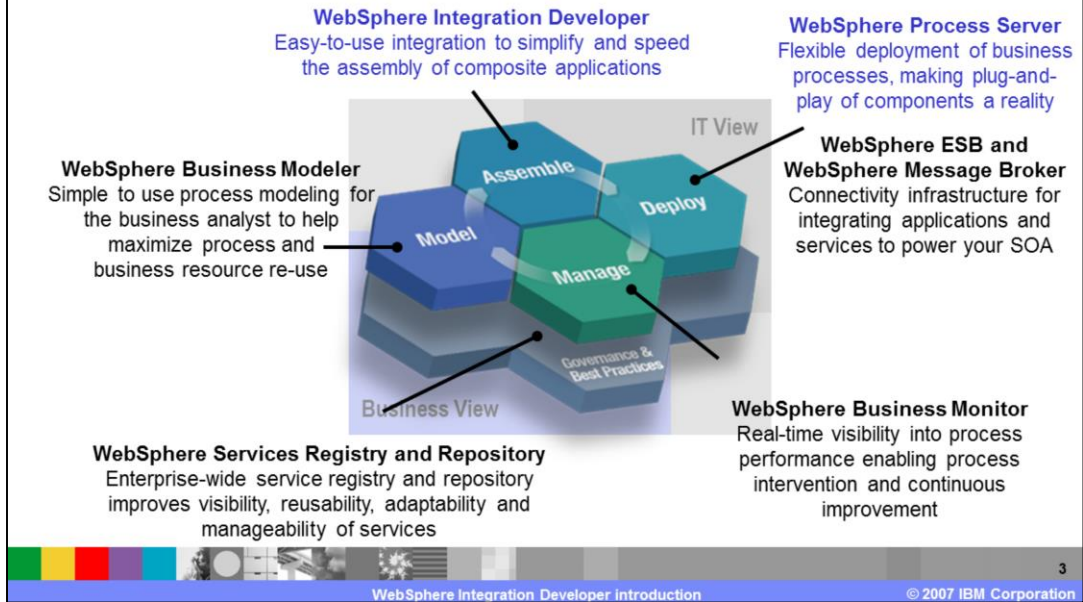 WebSphere Integration Developer
Easy-to-use integration to simplify and speed
the assembly of composite applications
WebSphere Process Server
Flexible deployment of business
processes, making plug-and-
play of components a reality
IT View
WebSphere ESB and
WebSphere Message Broker
Connectivity infrastructure for
integrating applications and
services to power your SOA
WebSphere Business Modeler
Simple to use process modeling for
the business analyst to help
maximize process and
business resource re-use
Assemble
Deploy
Model
Manage
Governance &
Best Practices
Business View
WebSphere Business Monitor
Real-time visibility into process
performance enabling process
intervention and continuous
improvement
WebSphere Services Registry and Repository
Enterprise-wide service registry and repository
improves visibility, reusability, adaptability and
manageability of services
3
WebSphere Integration Developer introduction
© 2007 IBM Corporation